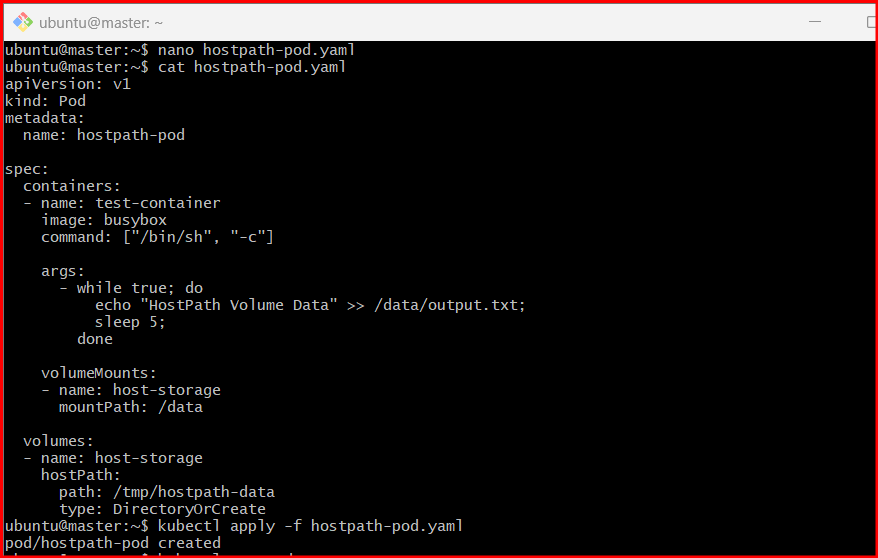 ubuntu@master: ~
ubuntu@master:~$ nano hostpath-pod.yaml
ubuntu@master:~$ cat hostpath-pod.yaml
apiVersion: v1
kind: Pod
metadata:
  name: hostpath-pod

spec:
  containers:
  - name: test-container
    image: busybox
    command: ["/bin/sh", "-c"]

    args:
      - while true; do
          echo "HostPath Volume Data" >> /data/output.txt;
          sleep 5;
        done

    volumeMounts:
    - name: host-storage
      mountPath: /data

  volumes:
  - name: host-storage
    hostPath:
      path: /tmp/hostpath-data
      type: DirectoryOrCreate
ubuntu@master:~$ kubectl apply -f hostpath-pod.yaml
pod/hostpath-pod created